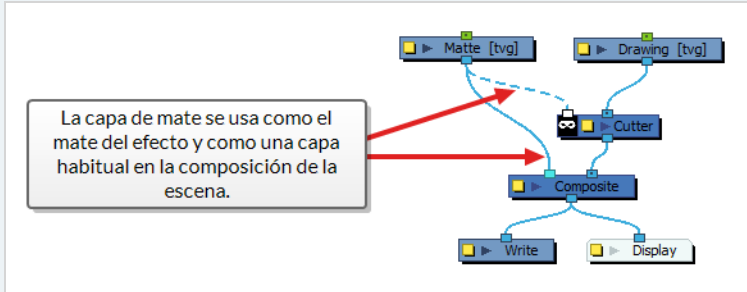 Matte [tvg]
Drawing [tvg]
La capa de mate se usa como el
mate del efecto y como una capa
habitual en la composición de la
escena.
Cutter
Composite
Write
Display